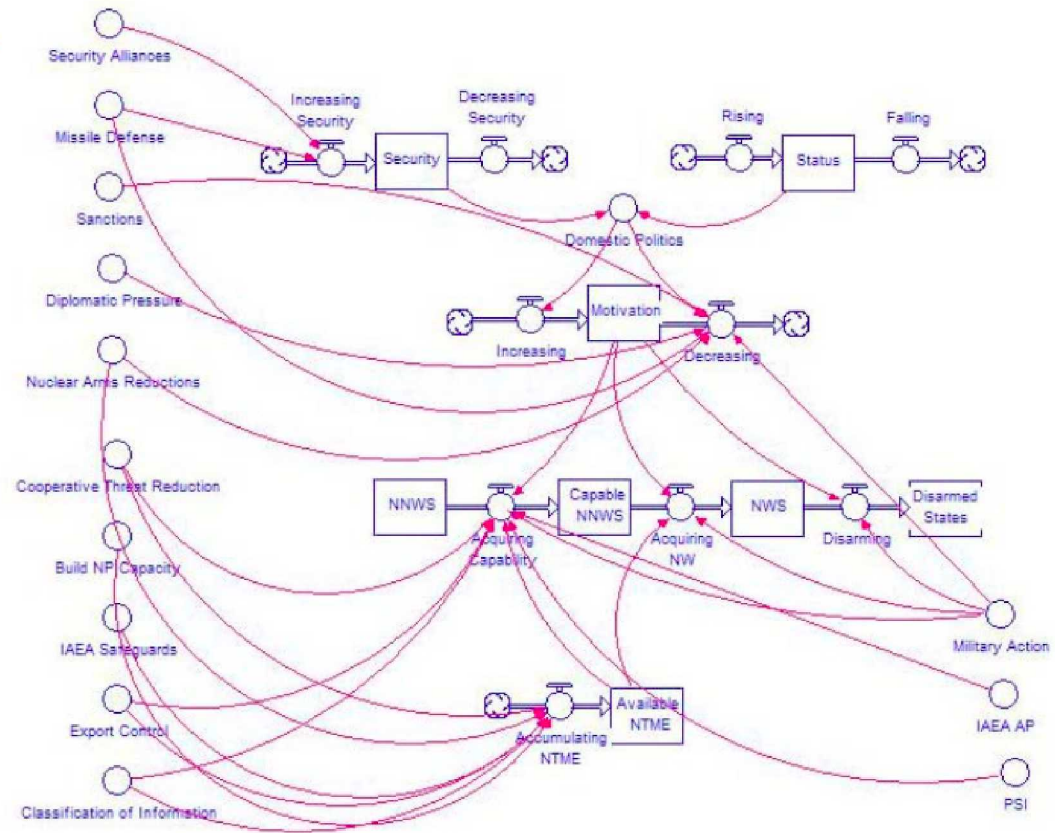 Security Alliances
Increasing
Security
Decreasing
Security
Rising
Falling
Missile Defense
Security
Status
Sanctions
Domestic Politics
Diplomatic Pressure
Motivation
Increasing
Decreasing
Nuclear Arms Reductions
Cooperative Threat Reduction
NNWS
Capable
NNWS
NWS
Disarmed
States
Acquiring
Capability
Acquiring
NW
Disarming
Build NP Capacity
IAEA Safeguards
Military Action
Export Control
Available
NTME
IAEA AP
Accumulating
NTME
Classification of Information
PSI